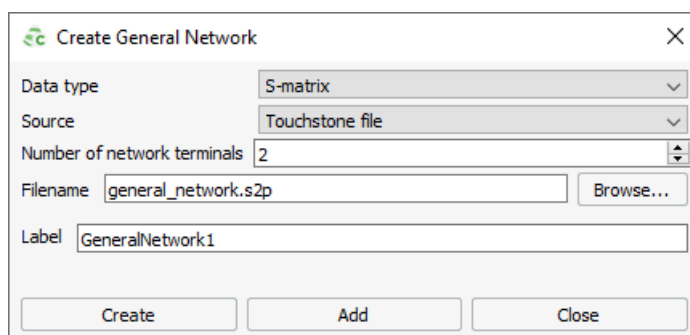 Create General Network
Data type S-matrix
Source Touchstone file
Number of network terminals 2
Filename general_network.s2p Browse...
Label GeneralNetwork1
Create Add Close